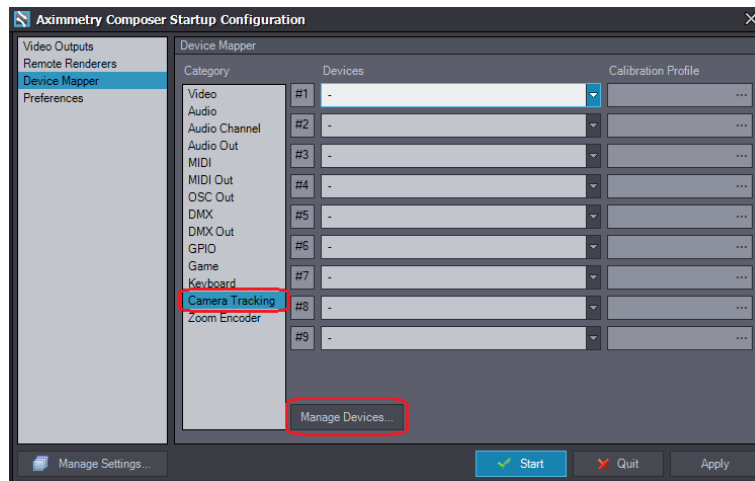 Aximmetry Composer Startup Configuration
Video Outputs
Remote Renderers
Device Mapper
Preferences
Device Mapper
Category
Devices
Calibration Profile
Video
Audio
Audio Channel
Audio Out
MIDI
MIDI Out
OSC Out
DMX
DMX Out
GPIO
Game
Keyboard
Camera Tracking
Zoom Encoder
#1 - ...
#2 - ...
#3 - ...
#4 - ...
#5 - ...
#6 - ...
#7 - ...
#8 - ...
#9 - ...
Manage Devices...
Manage Settings...
Start
Quit
Apply